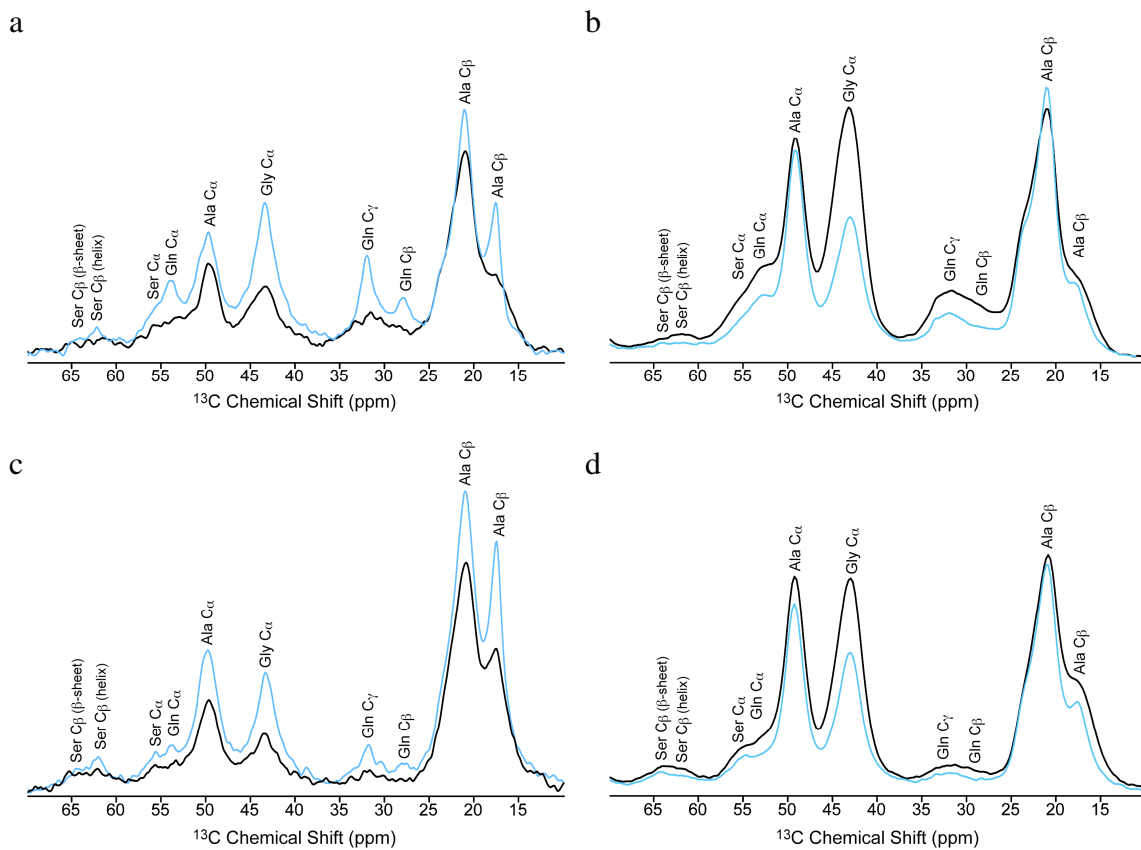 a
Ser Cβ (β-sheet)
Ser Cβ (helix)
Ser Cα
Gln Cα
Ala Cα
Gly Cα
Gln Cγ
Gln Cβ
Ala Cβ
Ala Cβ
65 60 55 50 45 40 35 30 25 20 15
13C Chemical Shift (ppm)
b
Ser Cβ (β-sheet)
Ser Cβ (helix)
Ser Cα
Gln Cα
Ala Cα
Gly Cα
Gln Cγ
Gln Cβ
Ala Cβ
Ala Cβ
65 60 55 50 45 40 35 30 25 20 15
13C Chemical Shift (ppm)
c
Ser Cβ (β-sheet)
Ser Cβ (helix)
Ser Cα
Gln Cα
Ala Cα
Gly Cα
Gln Cγ
Gln Cβ
Ala Cβ
Ala Cβ
65 60 55 50 45 40 35 30 25 20 15
13C Chemical Shift (ppm)
d
Ser Cβ (β-sheet)
Ser Cβ (helix)
Ser Cα
Gln Cα
Ala Cα
Gly Cα
Gln Cγ
Gln Cβ
Ala Cβ
Ala Cβ
65 60 55 50 45 40 35 30 25 20 15
13C Chemical Shift (ppm)